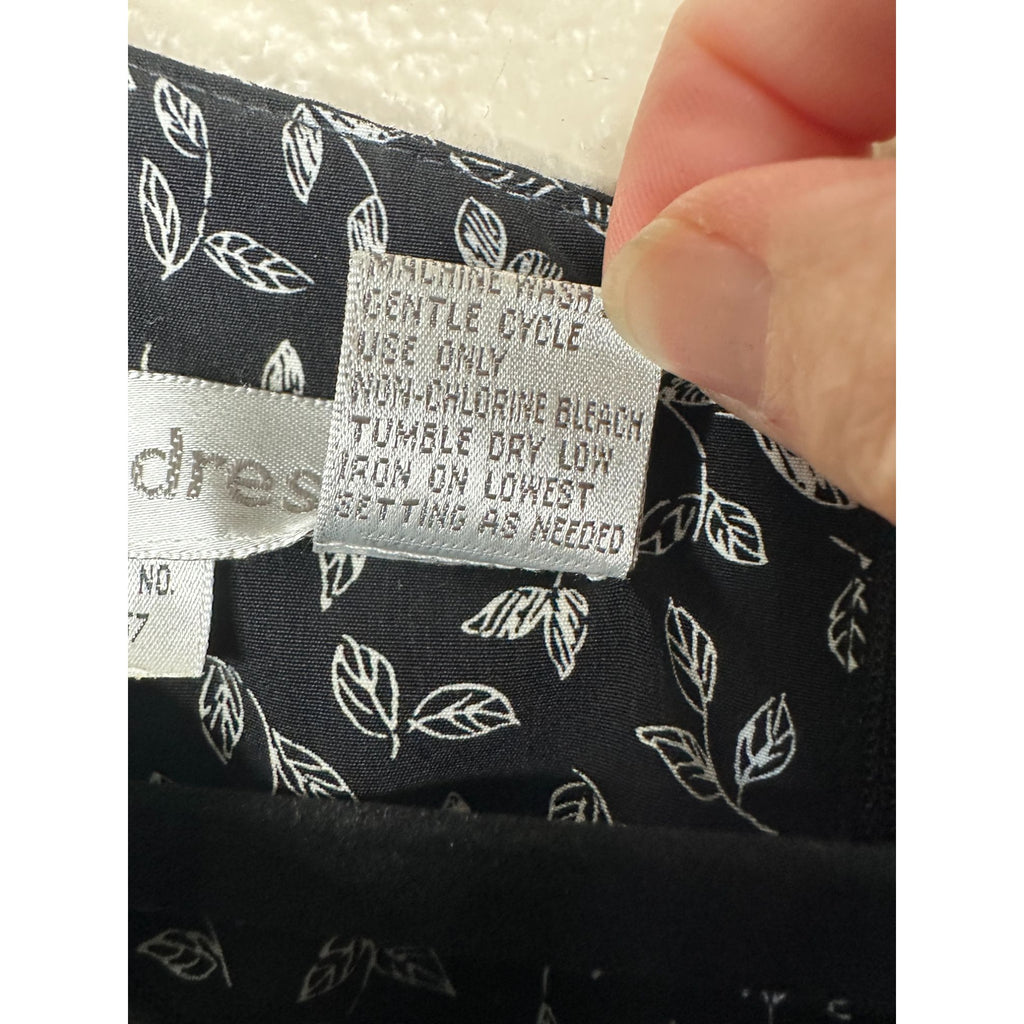 MACHINE WASH
GENTLE CYCLE
USE ONLY
NON-CHLORINE BLEACH
TUMBLE DRY LOW
IRON ON LOWEST
SETTING AS NEEDED
dres
NO.
57